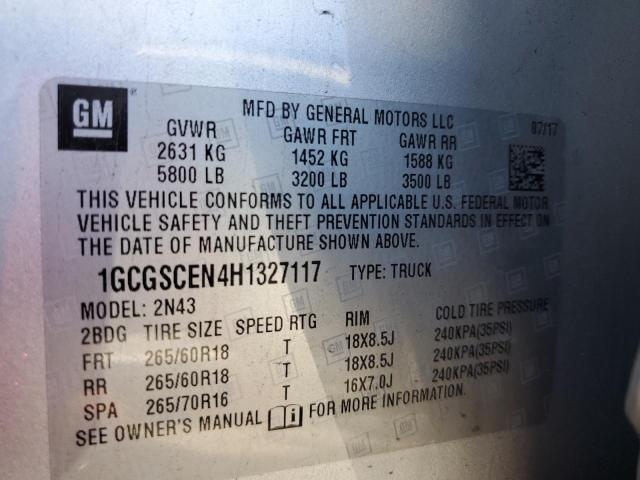 GM
MFD BY GENERAL MOTORS LLC 07/17
GVWR GAWR FRT GAWR RR
2631 KG 1452 KG 1588 KG
5800 LB 3200 LB 3500 LB
THIS VEHICLE CONFORMS TO ALL APPLICABLE U.S. FEDERAL MOTOR
VEHICLE SAFETY AND THEFT PREVENTION STANDARDS IN EFFECT ON
THE DATE OF MANUFACTURE SHOWN ABOVE.
1GCGSCEN4H1327117 TYPE: TRUCK
MODEL: 2N43
2BDG TIRE SIZE SPEED RTG RIM COLD TIRE PRESSURE
FRT 265/60R18 T 18X8.5J 240KPA(35PSI)
RR 265/60R18 T 18X8.5J 240KPA(35PSI)
SPA 265/70R16 T 16X7.0J 240KPA(35PSI)
SEE OWNER'S MANUAL i FOR MORE INFORMATION.